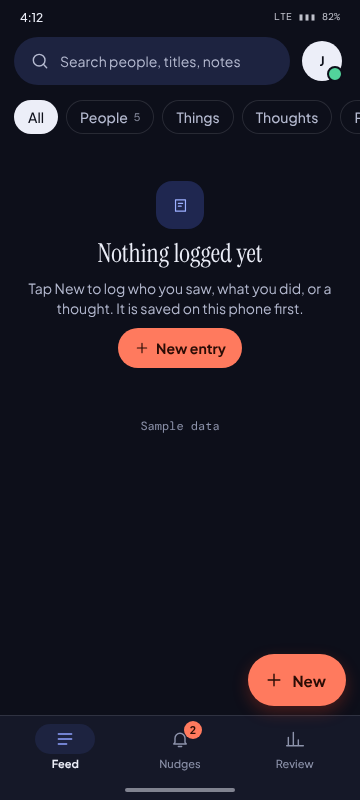 4:12
LTE 82%
Search people, titles, notes
J
All
People 5
Things
Thoughts
Nothing logged yet
Tap New to log who you saw, what you did, or a
thought. It is saved on this phone first.
New entry
Sample data
New
2
Feed
Nudges
Review